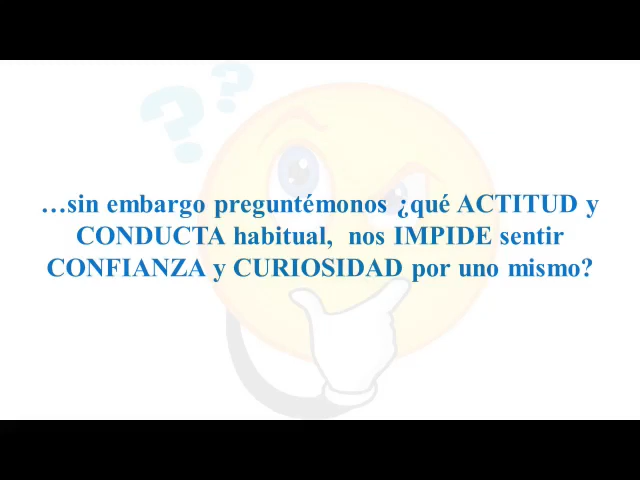 …sin embargo preguntémonos ¿qué ACTITUD y
CONDUCTA habitual, nos IMPIDE sentir
CONFIANZA y CURIOSIDAD por uno mismo?